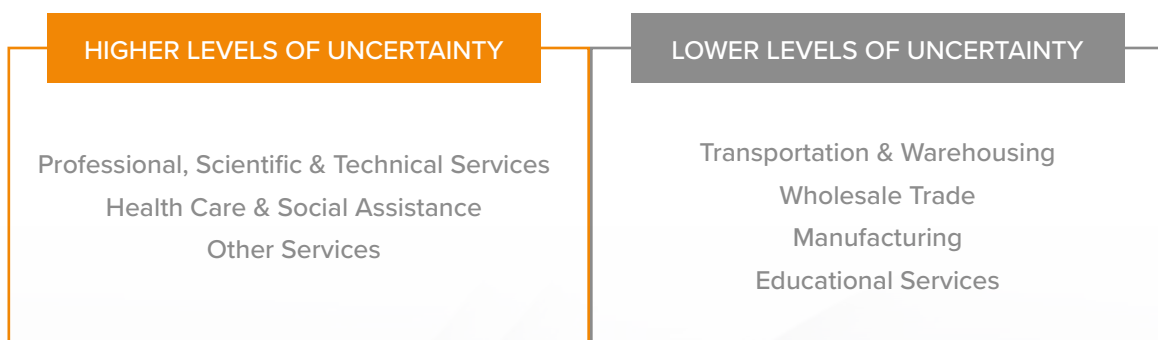 HIGHER LEVELS OF UNCERTAINTY
Professional, Scientific & Technical Services
Health Care & Social Assistance
Other Services
LOWER LEVELS OF UNCERTAINTY
Transportation & Warehousing
Wholesale Trade
Manufacturing
Educational Services